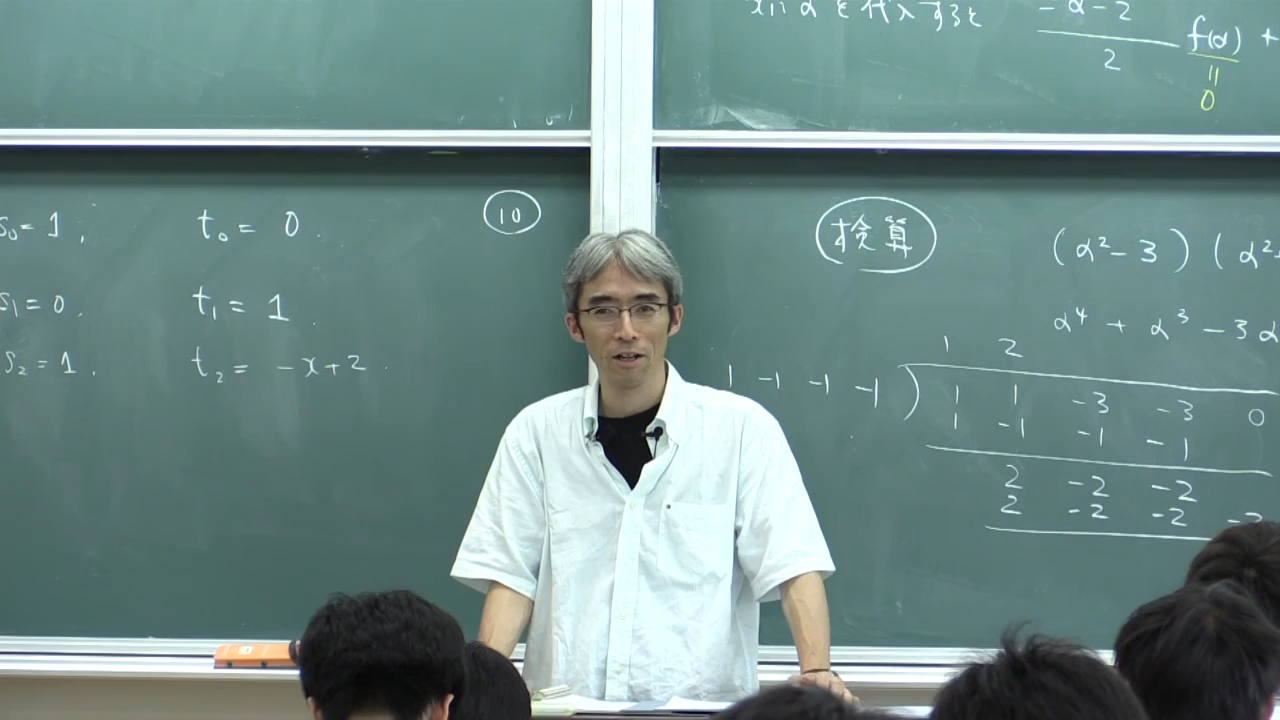 xにαを代入すると
-α-2
2
f(α) +
॥
0
S₀ = 1, t₀ = 0.
S₁ = 0. t₁ = 1.
S₂ = 1. t₂ = -x+2.
⑩
検算
(α²-3)(α²
α⁴ + α³ - 3α
1 2
1 -1 -1 -1 ) 1 1 -3 -3 0
1 -1 -1 -1
2 -2 -2
2 -2 -2 -2